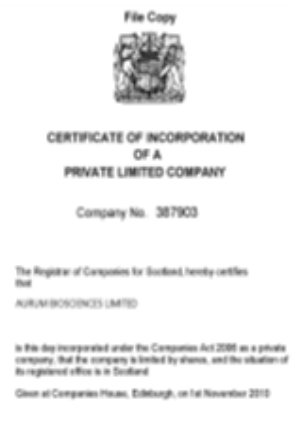 File Copy
CERTIFICATE OF INCORPORATION
OF A
PRIVATE LIMITED COMPANY
Company No. 387903
The Registrar of Companies for Scotland, hereby certifies
that
AURUM BIOSCIENCES LIMITED
is this day incorporated under the Companies Act 2006 as a private
company, that the company is limited by shares, and the situation of
its registered office is in Scotland
Given at Companies House, Edinburgh, on 1st November 2010